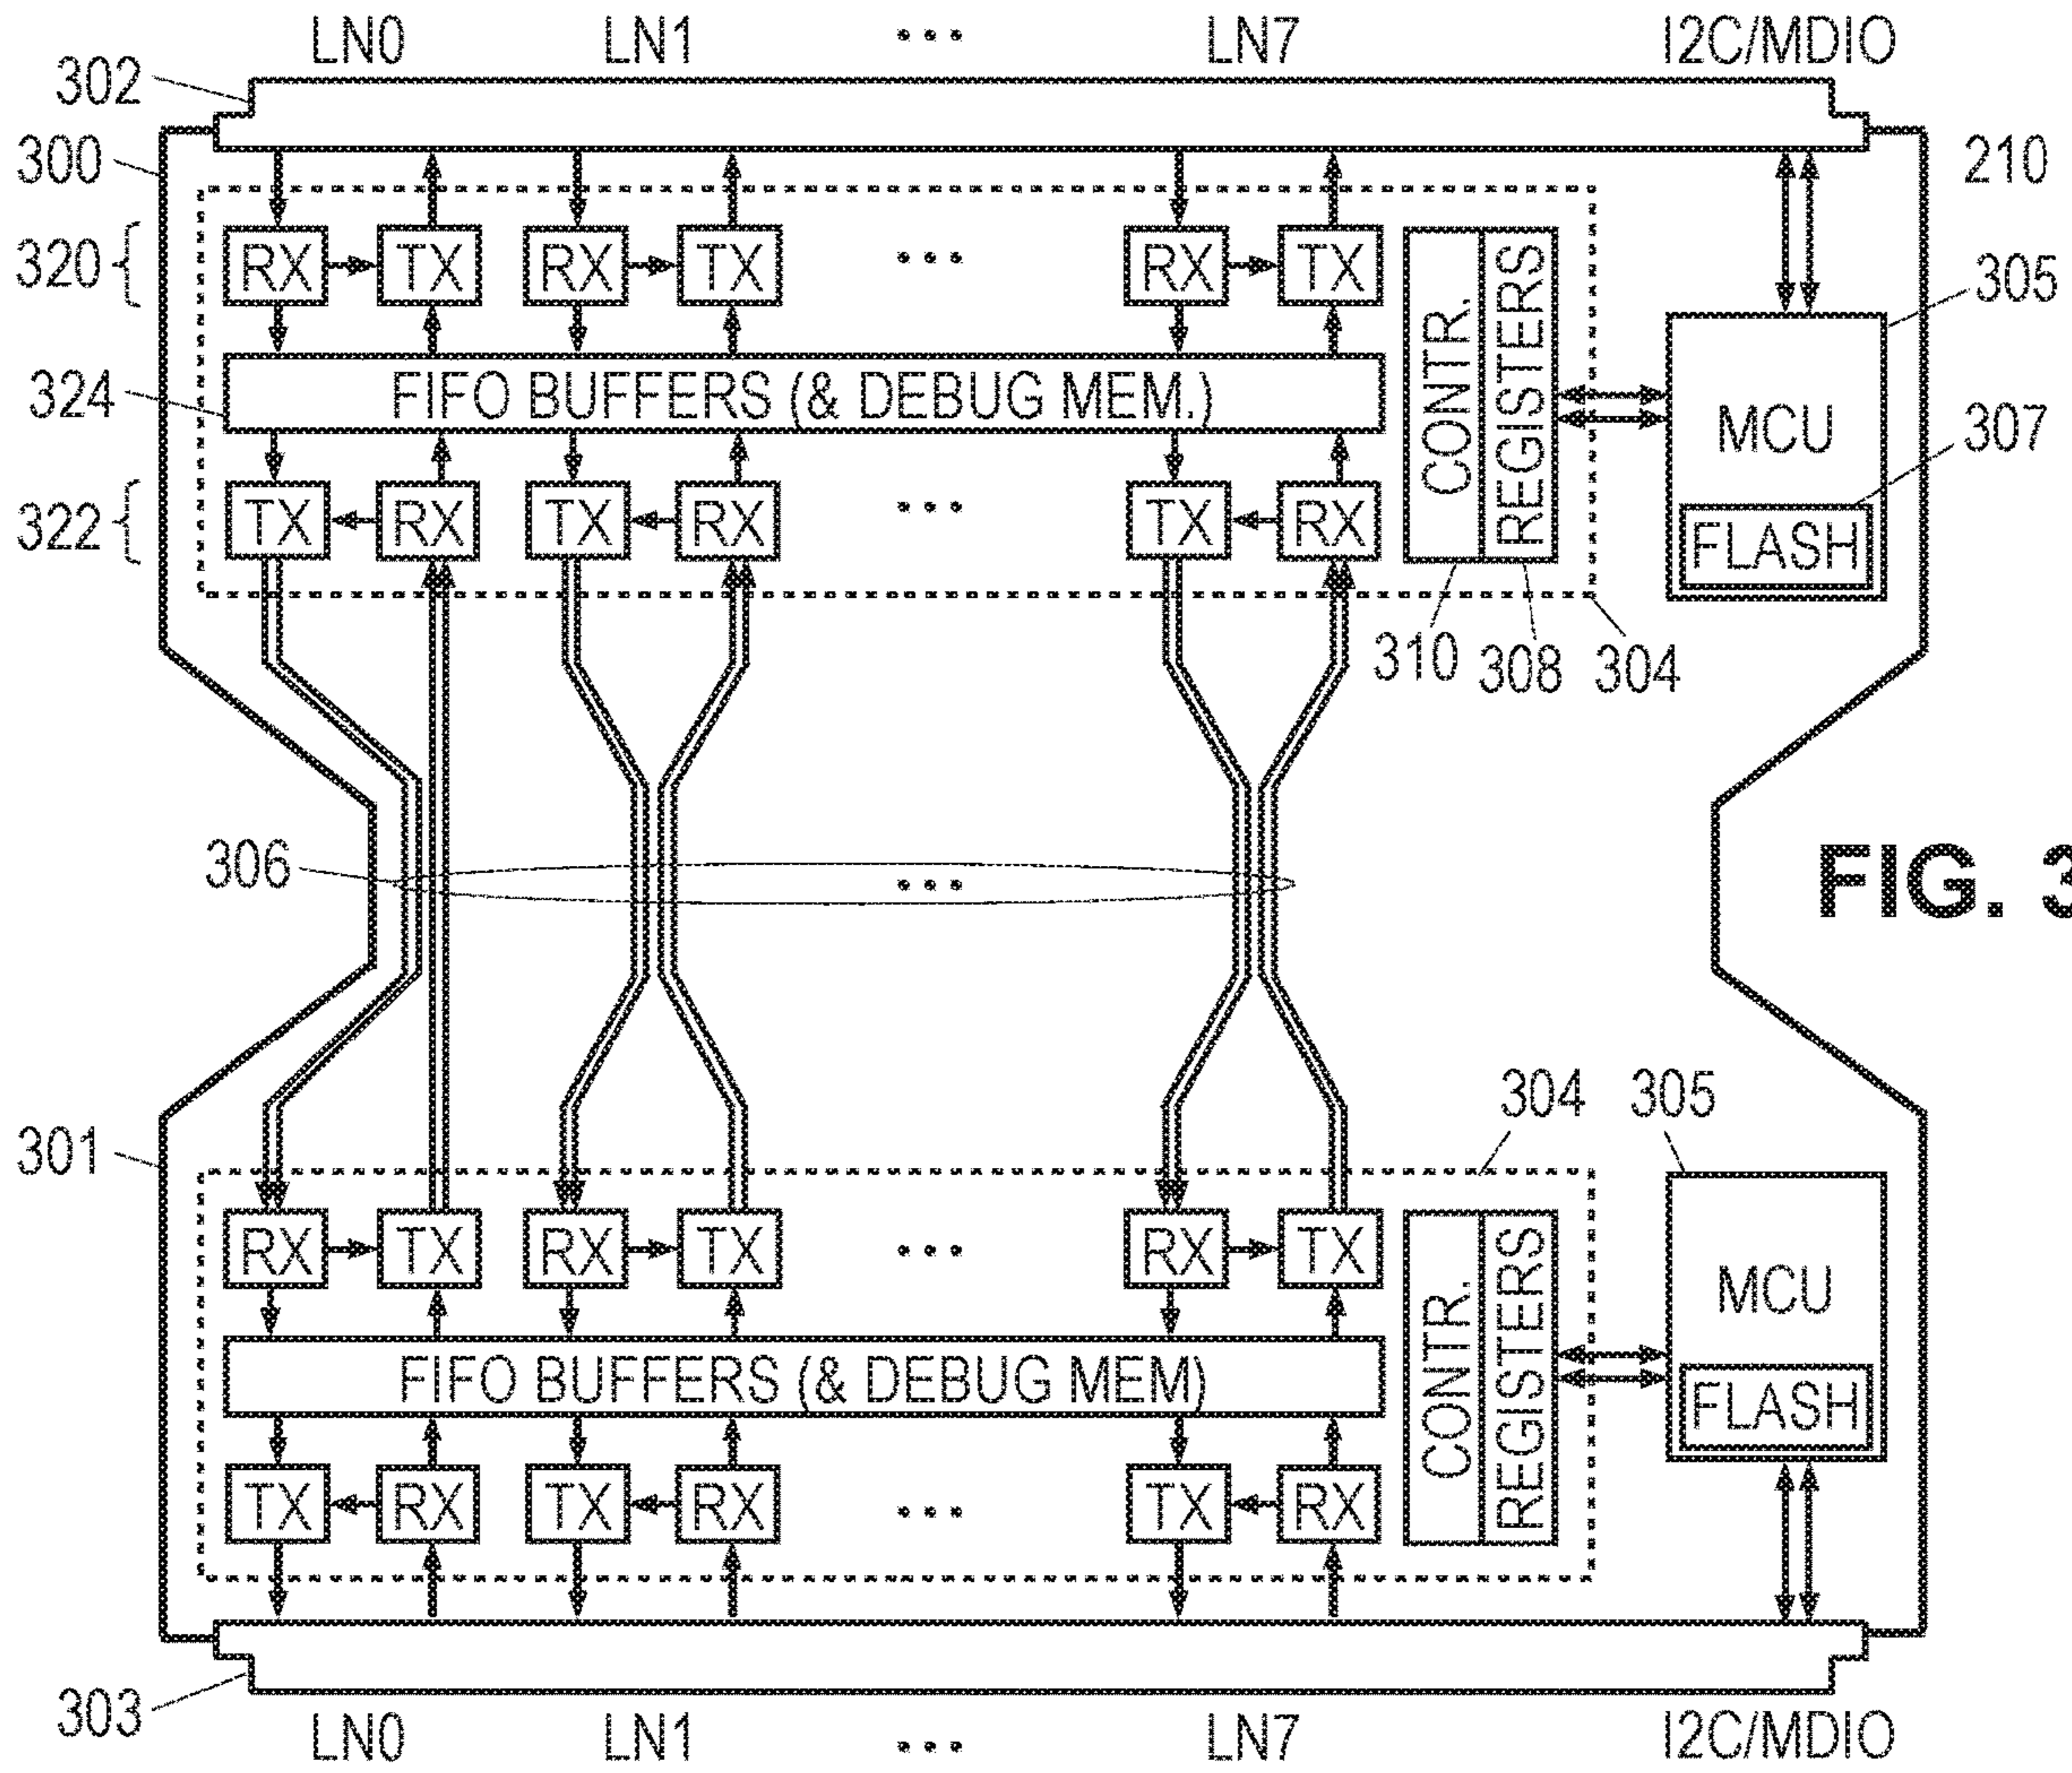 LN0 LN1 ... LN7 I2C/MDIO
302
300
210
RX TX RX TX ... RX TX
320
305
CONTR.
REGISTERS
324
FIFO BUFFERS (& DEBUG MEM.)
MCU
307
322
TX RX TX RX ... TX RX
FLASH
310 308 304
306
...
FIG. 3
304 305
301
RX TX RX TX ... RX TX
CONTR.
REGISTERS
MCU
FIFO BUFFERS (& DEBUG MEM)
FLASH
TX RX TX RX ... TX RX
303
LN0 LN1 ... LN7 I2C/MDIO